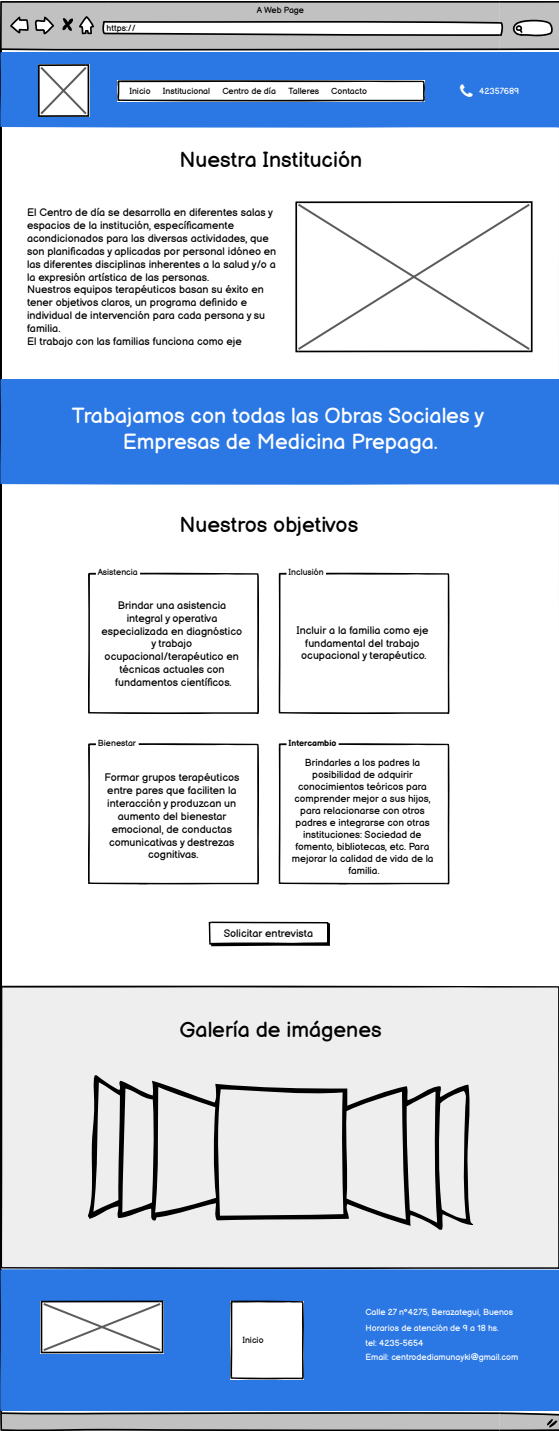 A Web Page
https://
Inicio Institucional Centro de día Talleres Contacto
42357689
Nuestra Institución
El Centro de día se desarrolla en diferentes salas y
espacios de la institución, específicamente
acondicionados para las diversas actividades, que
son planificadas y aplicadas por personal idóneo en
las diferentes disciplinas inherentes a la salud y/o a
la expresión artística de las personas.
Nuestros equipos terapéuticos basan su éxito en
tener objetivos claros, un programa definido e
individual de intervención para cada persona y su
familia.
El trabajo con las familias funciona como eje
Trabajamos con todas las Obras Sociales y
Empresas de Medicina Prepaga.
Nuestros objetivos
Asistencia
Brindar una asistencia
integral y operativa
especializada en diagnóstico
y trabajo
ocupacional/terapéutico en
técnicas actuales con
fundamentos científicos.
Inclusión
Incluir a la familia como eje
fundamental del trabajo
ocupacional y terapéutico.
Bienestar
Formar grupos terapéuticos
entre pares que faciliten la
interacción y produzcan un
aumento del bienestar
emocional, de conductas
comunicativas y destrezas
cognitivas.
Intercambio
Brindarles a los padres la
posibilidad de adquirir
conocimientos teóricos para
comprender mejor a sus hijos,
para relacionarse con otros
padres e integrarse con otras
instituciones: Sociedad de
fomento, bibliotecas, etc. Para
mejorar la calidad de vida de la
familia.
Solicitar entrevista
Galería de imágenes
Inicio
Calle 27 n°4275, Berazategui, Buenos
Horarios de atención de 9 a 18 hs.
tel: 4235-5654
Email: centrodediamunayki@gmail.com